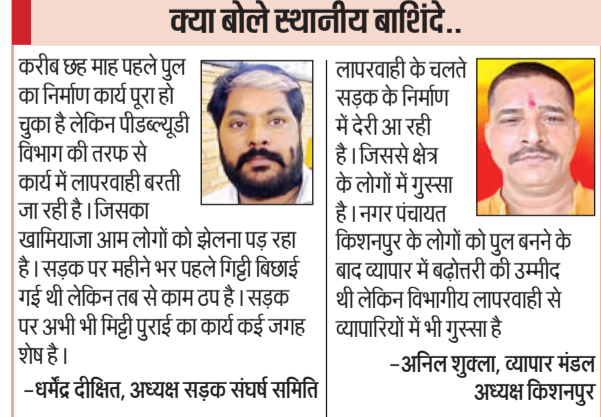 क्या बोले स्थानीय बाशिंदे..
करीब छह माह पहले पुल
का निर्माण कार्य पूरा हो
चुका है लेकिन पीडब्ल्यूडी
विभाग की तरफ से
कार्य में लापरवाही बरती
जा रही है। जिसका
खामियाजा आम लोगों को झेलना पड़ रहा
है। सड़क पर महीने भर पहले गिट्टी बिछाई
गई थी लेकिन तब से काम ठप है। सड़क
पर अभी भी मिट्टी पुराई का कार्य कई जगह
शेष है।
-धर्मेंद्र दीक्षित, अध्यक्ष सड़क संघर्ष समिति
लापरवाही के चलते
सड़क के निर्माण
में देरी आ रही
है। जिससे क्षेत्र
के लोगों में गुस्सा
है। नगर पंचायत
किशनपुर के लोगों को पुल बनने के
बाद व्यापार में बढ़ोत्तरी की उम्मीद
थी लेकिन विभागीय लापरवाही से
व्यापारियों में भी गुस्सा है
-अनिल शुक्ला, व्यापार मंडल
अध्यक्ष किशनपुर